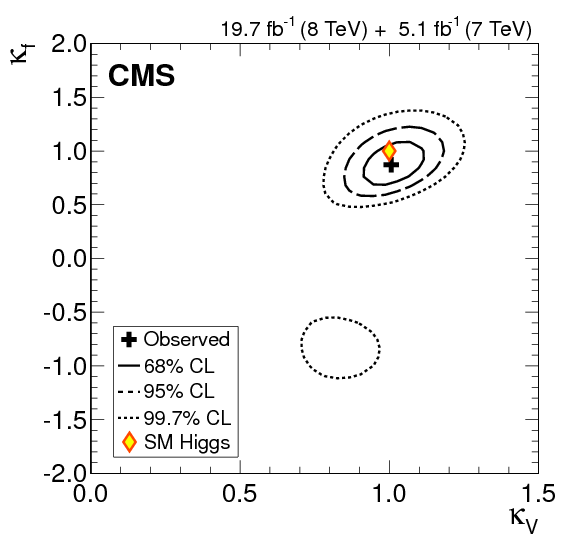 19.7 fb⁻¹ (8 TeV) + 5.1 fb⁻¹ (7 TeV)
κf
CMS
2.0
1.5
1.0
0.5
0.0
-0.5
-1.0
-1.5
-2.0
Observed
68% CL
95% CL
99.7% CL
SM Higgs
0.0 0.5 1.0 1.5
κV